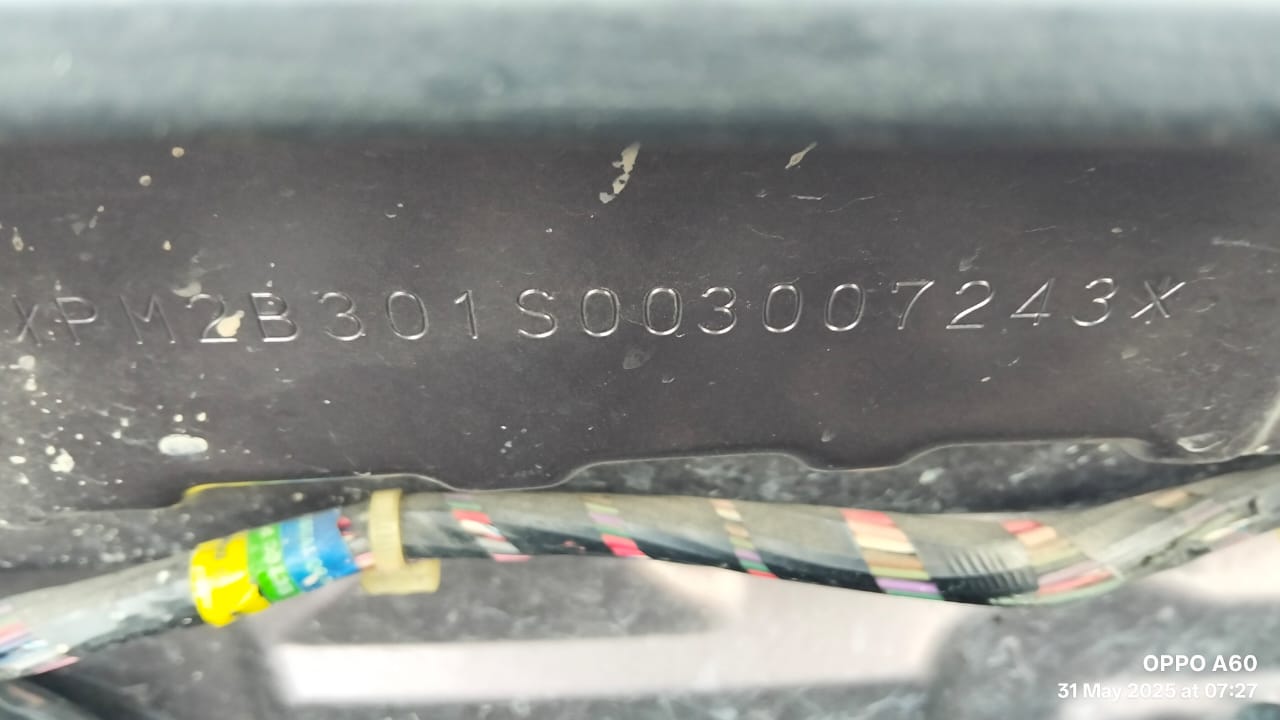 XPM2B301S003007243X
OPPO A60
31 May 2025 at 07:27